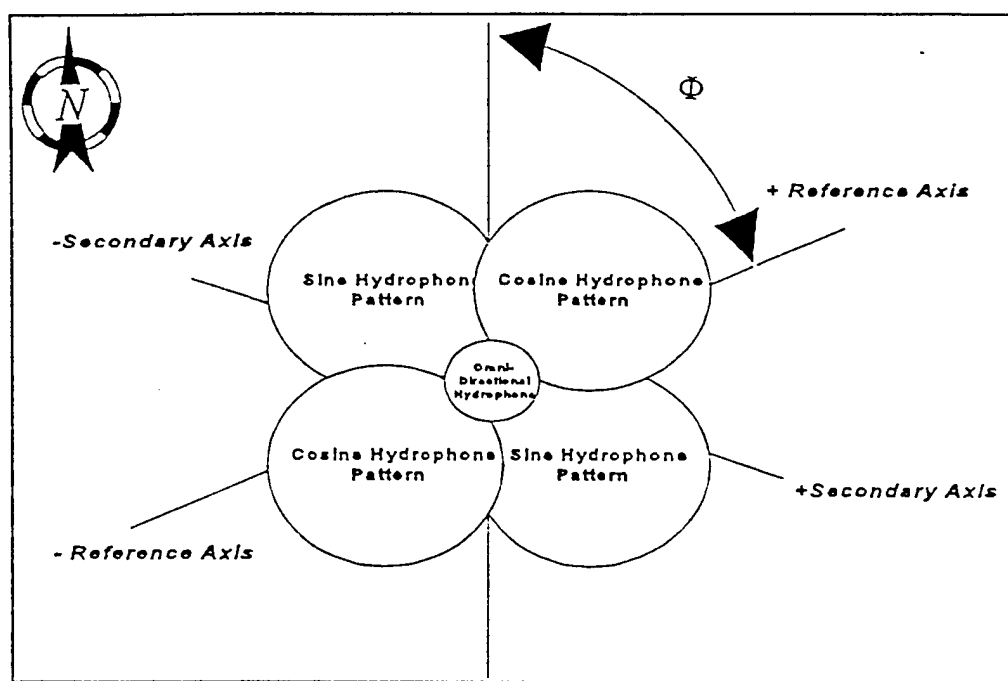 N
Φ
+ Reference Axis
-Secondary Axis
Sine Hydrophone
Pattern
Cosine Hydrophone
Pattern
Omni-
Directional
Hydrophone
Cosine Hydrophone
Pattern
Sine Hydrophone
Pattern
+Secondary Axis
- Reference Axis